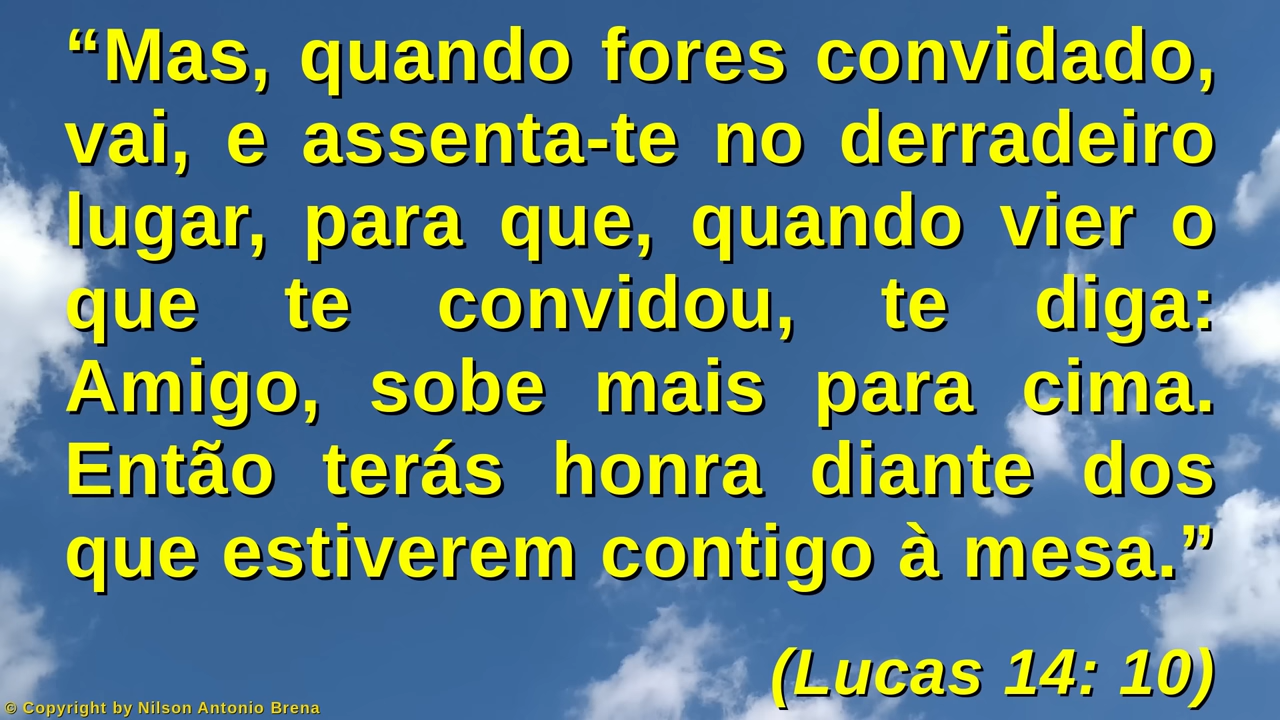 “Mas, quando fores convidado,
vai, e assenta-te no derradeiro
lugar, para que, quando vier o
que te convidou, te diga:
Amigo, sobe mais para cima.
Então terás honra diante dos
que estiverem contigo à mesa.”
(Lucas 14: 10)
© Copyright by Nilson Antonio Brena